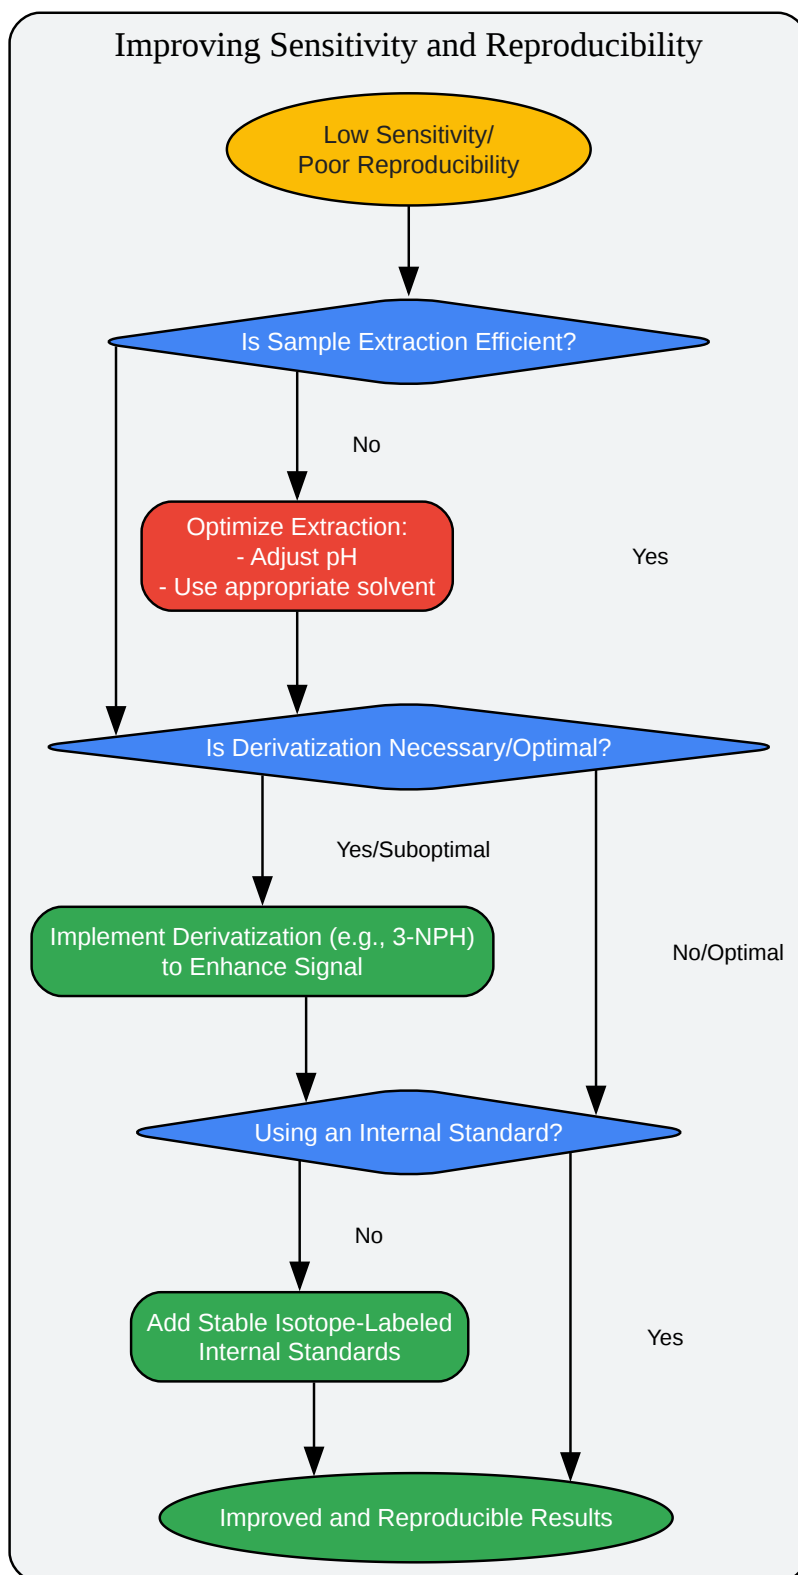 Improving Sensitivity and Reproducibility
Low Sensitivity/
Poor Reproducibility
Is Sample Extraction Efficient?
No
Optimize Extraction:
- Adjust pH
- Use appropriate solvent
Yes
Is Derivatization Necessary/Optimal?
Yes/Suboptimal
Implement Derivatization (e.g., 3-NPH)
to Enhance Signal
No/Optimal
Using an Internal Standard?
No
Add Stable Isotope-Labeled
Internal Standards
Yes
Improved and Reproducible Results